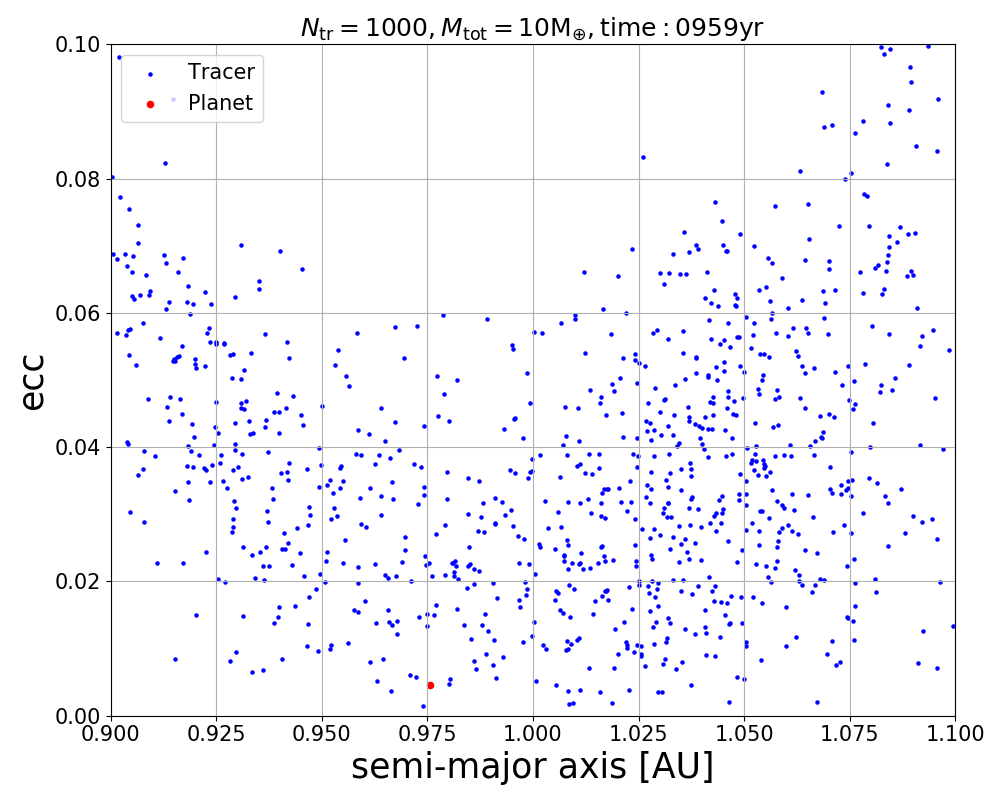 N_tr = 1000, M_tot = 10M_⊕, time : 0959yr
0.10
0.08
0.06
0.04
0.02
0.00
ecc
Tracer
Planet
0.900 0.925 0.950 0.975 1.000 1.025 1.050 1.075 1.100
semi-major axis [AU]